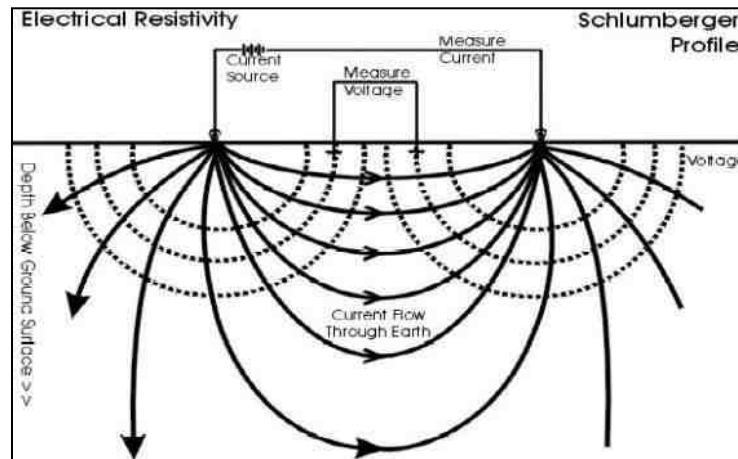 Electrical Resistivity
Schlumberger
Profile
Current
Source
Measure
Current
Measure
Voltage
Voltage
Depth Below Ground Surface > >
Current Flow
Through Earth